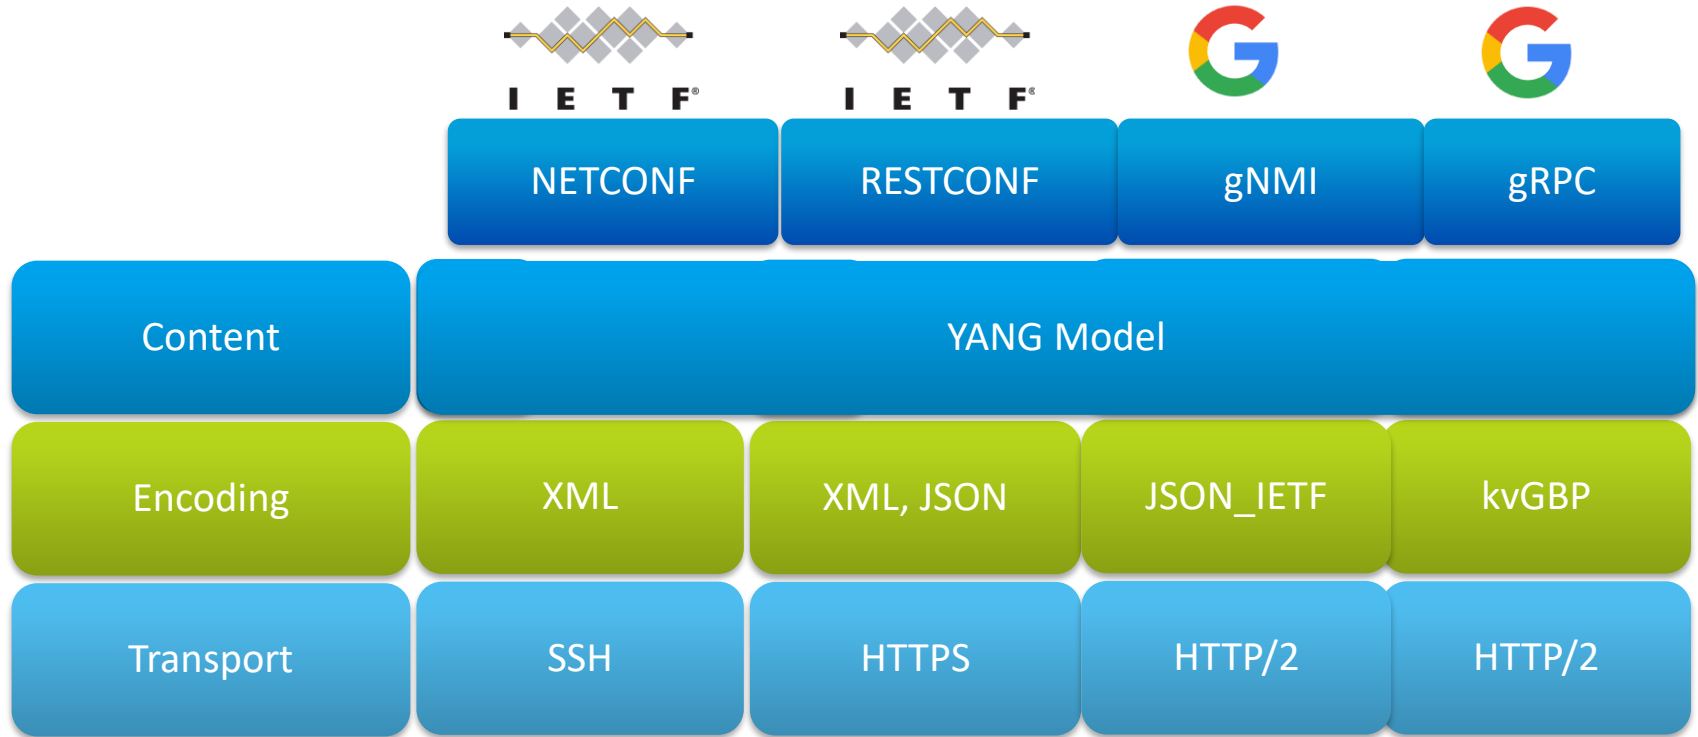 I E T F® I E T F®
NETCONF RESTCONF gNMI gRPC
Content YANG Model
Encoding XML XML, JSON JSON_IETF kvGBP
Transport SSH HTTPS HTTP/2 HTTP/2